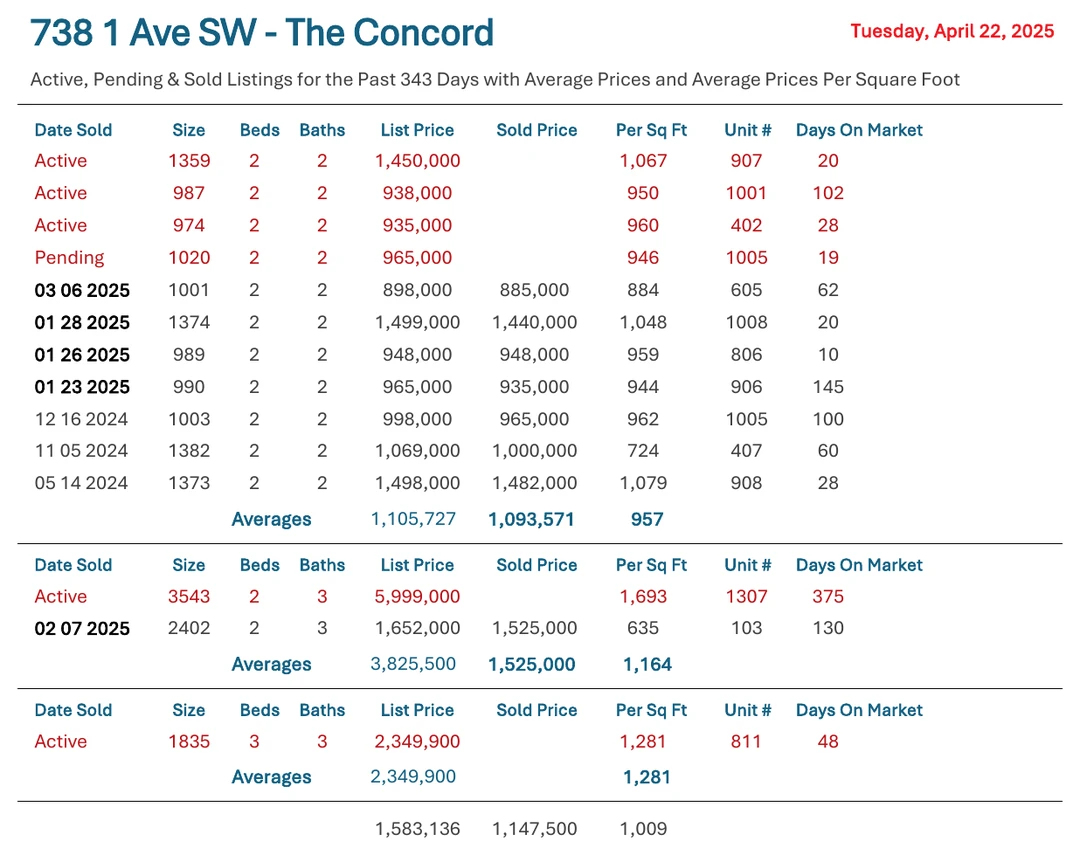 738 1 Ave SW - The Concord
Tuesday, April 22, 2025
Active, Pending & Sold Listings for the Past 343 Days with Average Prices and Average Prices Per Square Foot
Date Sold Size Beds Baths List Price Sold Price Per Sq Ft Unit # Days On Market
Active 1359 2 2 1,450,000 1,067 907 20
Active 987 2 2 938,000 950 1001 102
Active 974 2 2 935,000 960 402 28
Pending 1020 2 2 965,000 946 1005 19
03 06 2025 1001 2 2 898,000 885,000 884 605 62
01 28 2025 1374 2 2 1,499,000 1,440,000 1,048 1008 20
01 26 2025 989 2 2 948,000 948,000 959 806 10
01 23 2025 990 2 2 965,000 935,000 944 906 145
12 16 2024 1003 2 2 998,000 965,000 962 1005 100
11 05 2024 1382 2 2 1,069,000 1,000,000 724 407 60
05 14 2024 1373 2 2 1,498,000 1,482,000 1,079 908 28
Averages 1,105,727 1,093,571 957
Date Sold Size Beds Baths List Price Sold Price Per Sq Ft Unit # Days On Market
Active 3543 2 3 5,999,000 1,693 1307 375
02 07 2025 2402 2 3 1,652,000 1,525,000 635 103 130
Averages 3,825,500 1,525,000 1,164
Date Sold Size Beds Baths List Price Sold Price Per Sq Ft Unit # Days On Market
Active 1835 3 3 2,349,900 1,281 811 48
Averages 2,349,900 1,281
1,583,136 1,147,500 1,009